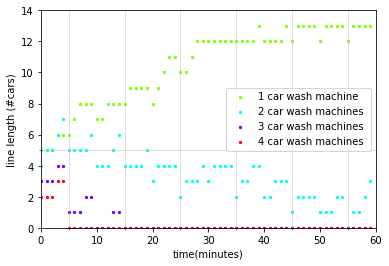 14
12
10
8
6
4
2
0
line length (#cars)
1 car wash machine
2 car wash machines
3 car wash machines
4 car wash machines
0 10 20 30 40 50 60
time(minutes)